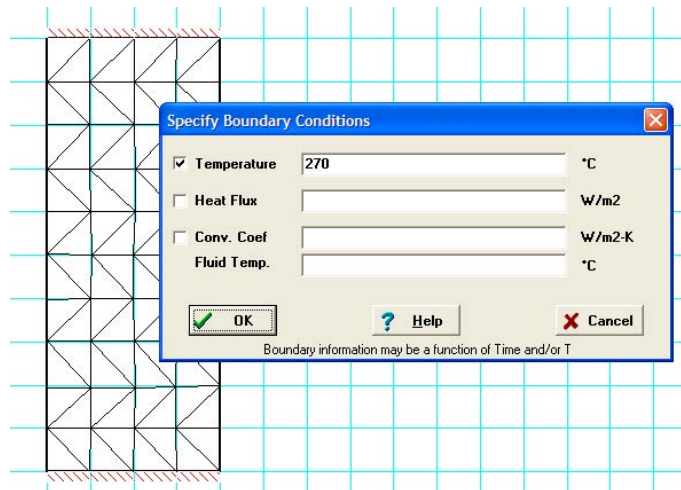 Specify Boundary Conditions
Temperature 270 °C
Heat Flux W/m2
Conv. Coef W/m2-K
Fluid Temp. °C
OK Help Cancel
Boundary information may be a function of Time and/or T